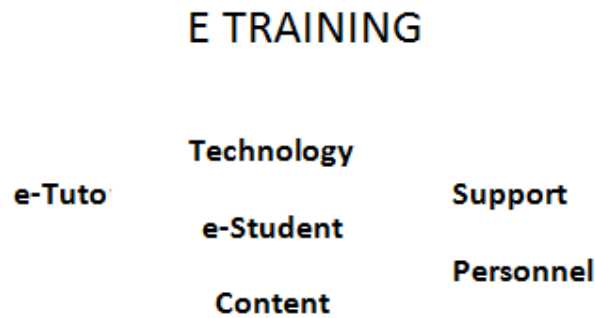 E TRAINING
Technology
e-Tuto
Support
e-Student
Personnel
Content